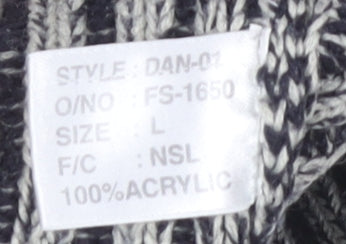 STYLE : DAN-01
O/NO : FS-1650
SIZE : L
F/C : NSL
100%ACRYLIC